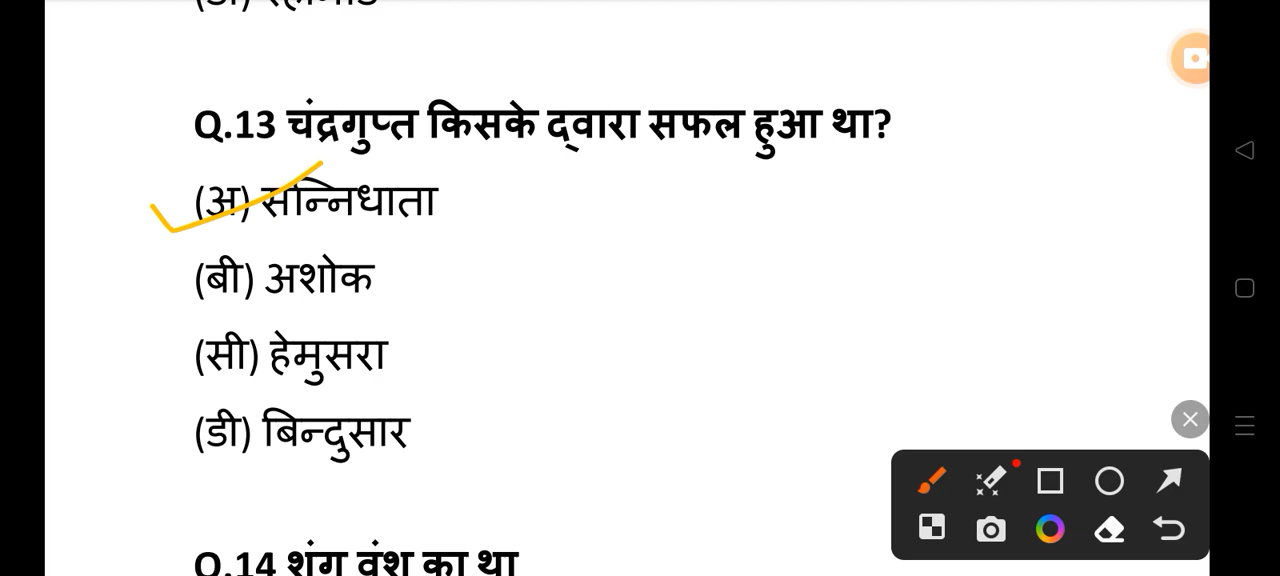 Q.13 चंद्रगुप्त किसके द्वारा सफल हुआ था?
(अ) सन्निधाता
(बी) अशोक
(सी) हेमुसरा
(डी) बिन्दुसार
Q.14 शुंग वंश का था